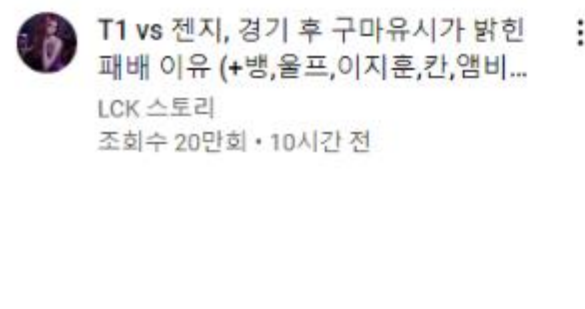 T1 vs 젠지, 경기 후 구마유시가 밝힌
패배 이유 (+뱅,울프,이지훈,칸,앰비...
LCK 스토리
조회수 20만회 • 10시간 전